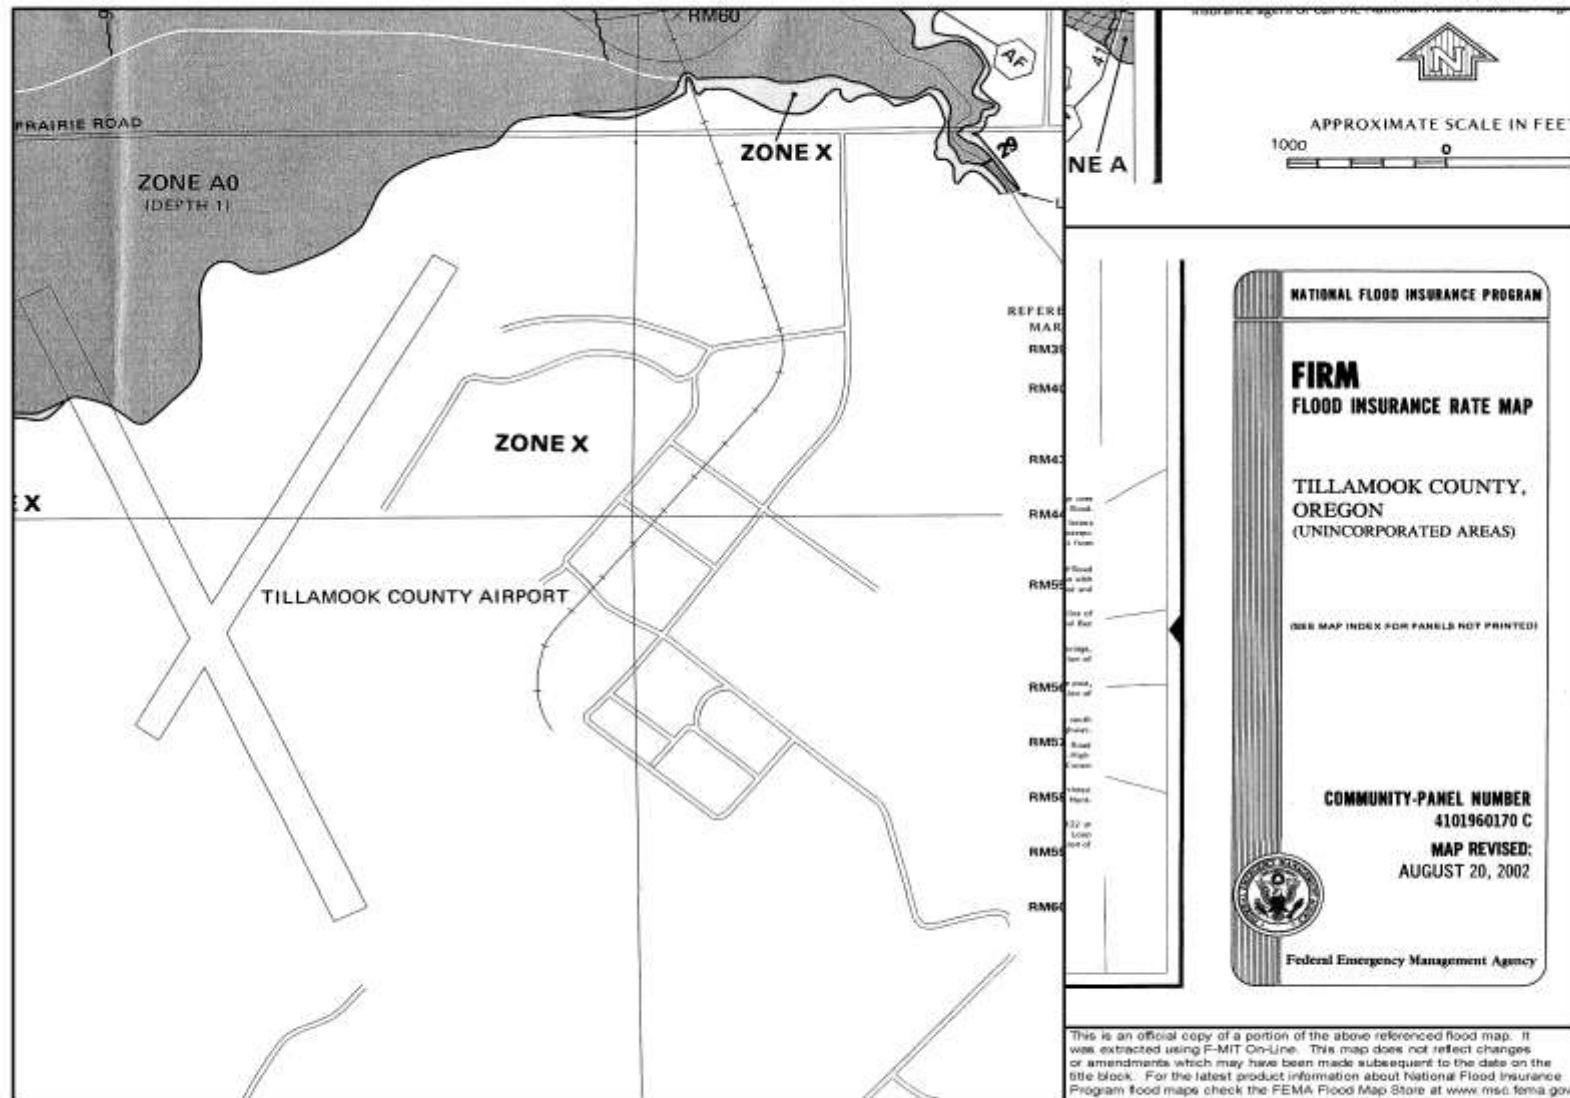 RM60
AF
41
PRAIRIE ROAD
ZONE X
29
ZONE A0
(DEPTH 1)
NE A
ZONE X
X
TILLAMOOK COUNTY AIRPORT
REFERE
MAR
RM39
RM40
RM44
RM55
RM56
RM57
RM58
RM59
RM60
N
APPROXIMATE SCALE IN FEET
1000
0
NATIONAL FLOOD INSURANCE PROGRAM
FIRM
FLOOD INSURANCE RATE MAP
TILLAMOOK COUNTY,
OREGON
(UNINCORPORATED AREAS)
(SEE MAP INDEX FOR PANELS NOT PRINTED)
COMMUNITY-PANEL NUMBER
4101960170 C
MAP REVISED:
AUGUST 20, 2002
Federal Emergency Management Agency
This is an official copy of a portion of the above referenced flood map. It
was extracted using F-MIT On-Line. This map does not reflect changes
or amendments which may have been made subsequent to the date on the
title block. For the latest product information about National Flood Insurance
Program flood maps check the FEMA Flood Map Store at www.msc.fema.gov